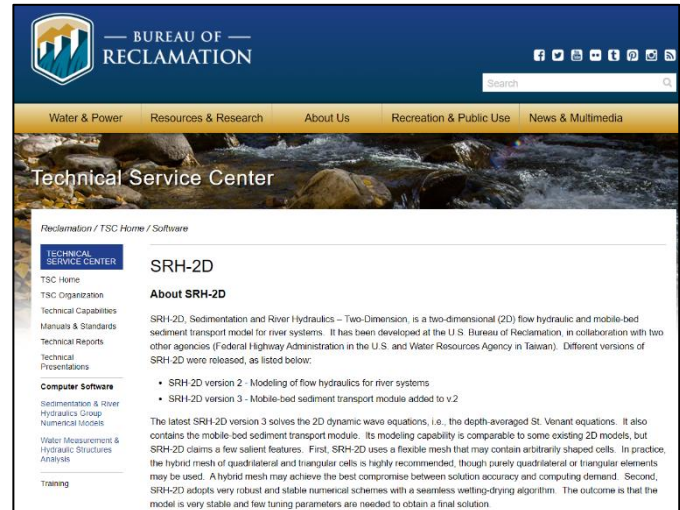 BUREAU OF
RECLAMATION
Search
Water & Power Resources & Research About Us Recreation & Public Use News & Multimedia
Technical Service Center
Reclamation / TSC Home / Software
TECHNICAL
SERVICE CENTER
TSC Home
TSC Organization
Technical Capabilities
Manuals & Standards
Technical Reports
Technical
Presentations
Computer Software
Sedimentation & River
Hydraulics Group
Numerical Models
Water Measurement &
Hydraulic Structures
Analysis
Training
SRH-2D
About SRH-2D
SRH-2D, Sedimentation and River Hydraulics – Two-Dimension, is a two-dimensional (2D) flow hydraulic and mobile-bed
sediment transport model for river systems. It has been developed at the U.S. Bureau of Reclamation, in collaboration with two
other agencies (Federal Highway Administration in the U.S. and Water Resources Agency in Taiwan). Different versions of
SRH-2D were released, as listed below:
• SRH-2D version 2 - Modeling of flow hydraulics for river systems
• SRH-2D version 3 - Mobile-bed sediment transport module added to v.2
The latest SRH-2D version 3 solves the 2D dynamic wave equations, i.e., the depth-averaged St. Venant equations. It also
contains the mobile-bed sediment transport module. Its modeling capability is comparable to some existing 2D models, but
SRH-2D claims a few salient features. First, SRH-2D uses a flexible mesh that may contain arbitrarily shaped cells. In practice,
the hybrid mesh of quadrilateral and triangular cells is highly recommended, though purely quadrilateral or triangular elements
may be used. A hybrid mesh may achieve the best compromise between solution accuracy and computing demand. Second,
SRH-2D adopts very robust and stable numerical schemes with a seamless wetting-drying algorithm. The outcome is that the
model is very stable and few tuning parameters are needed to obtain a final solution.